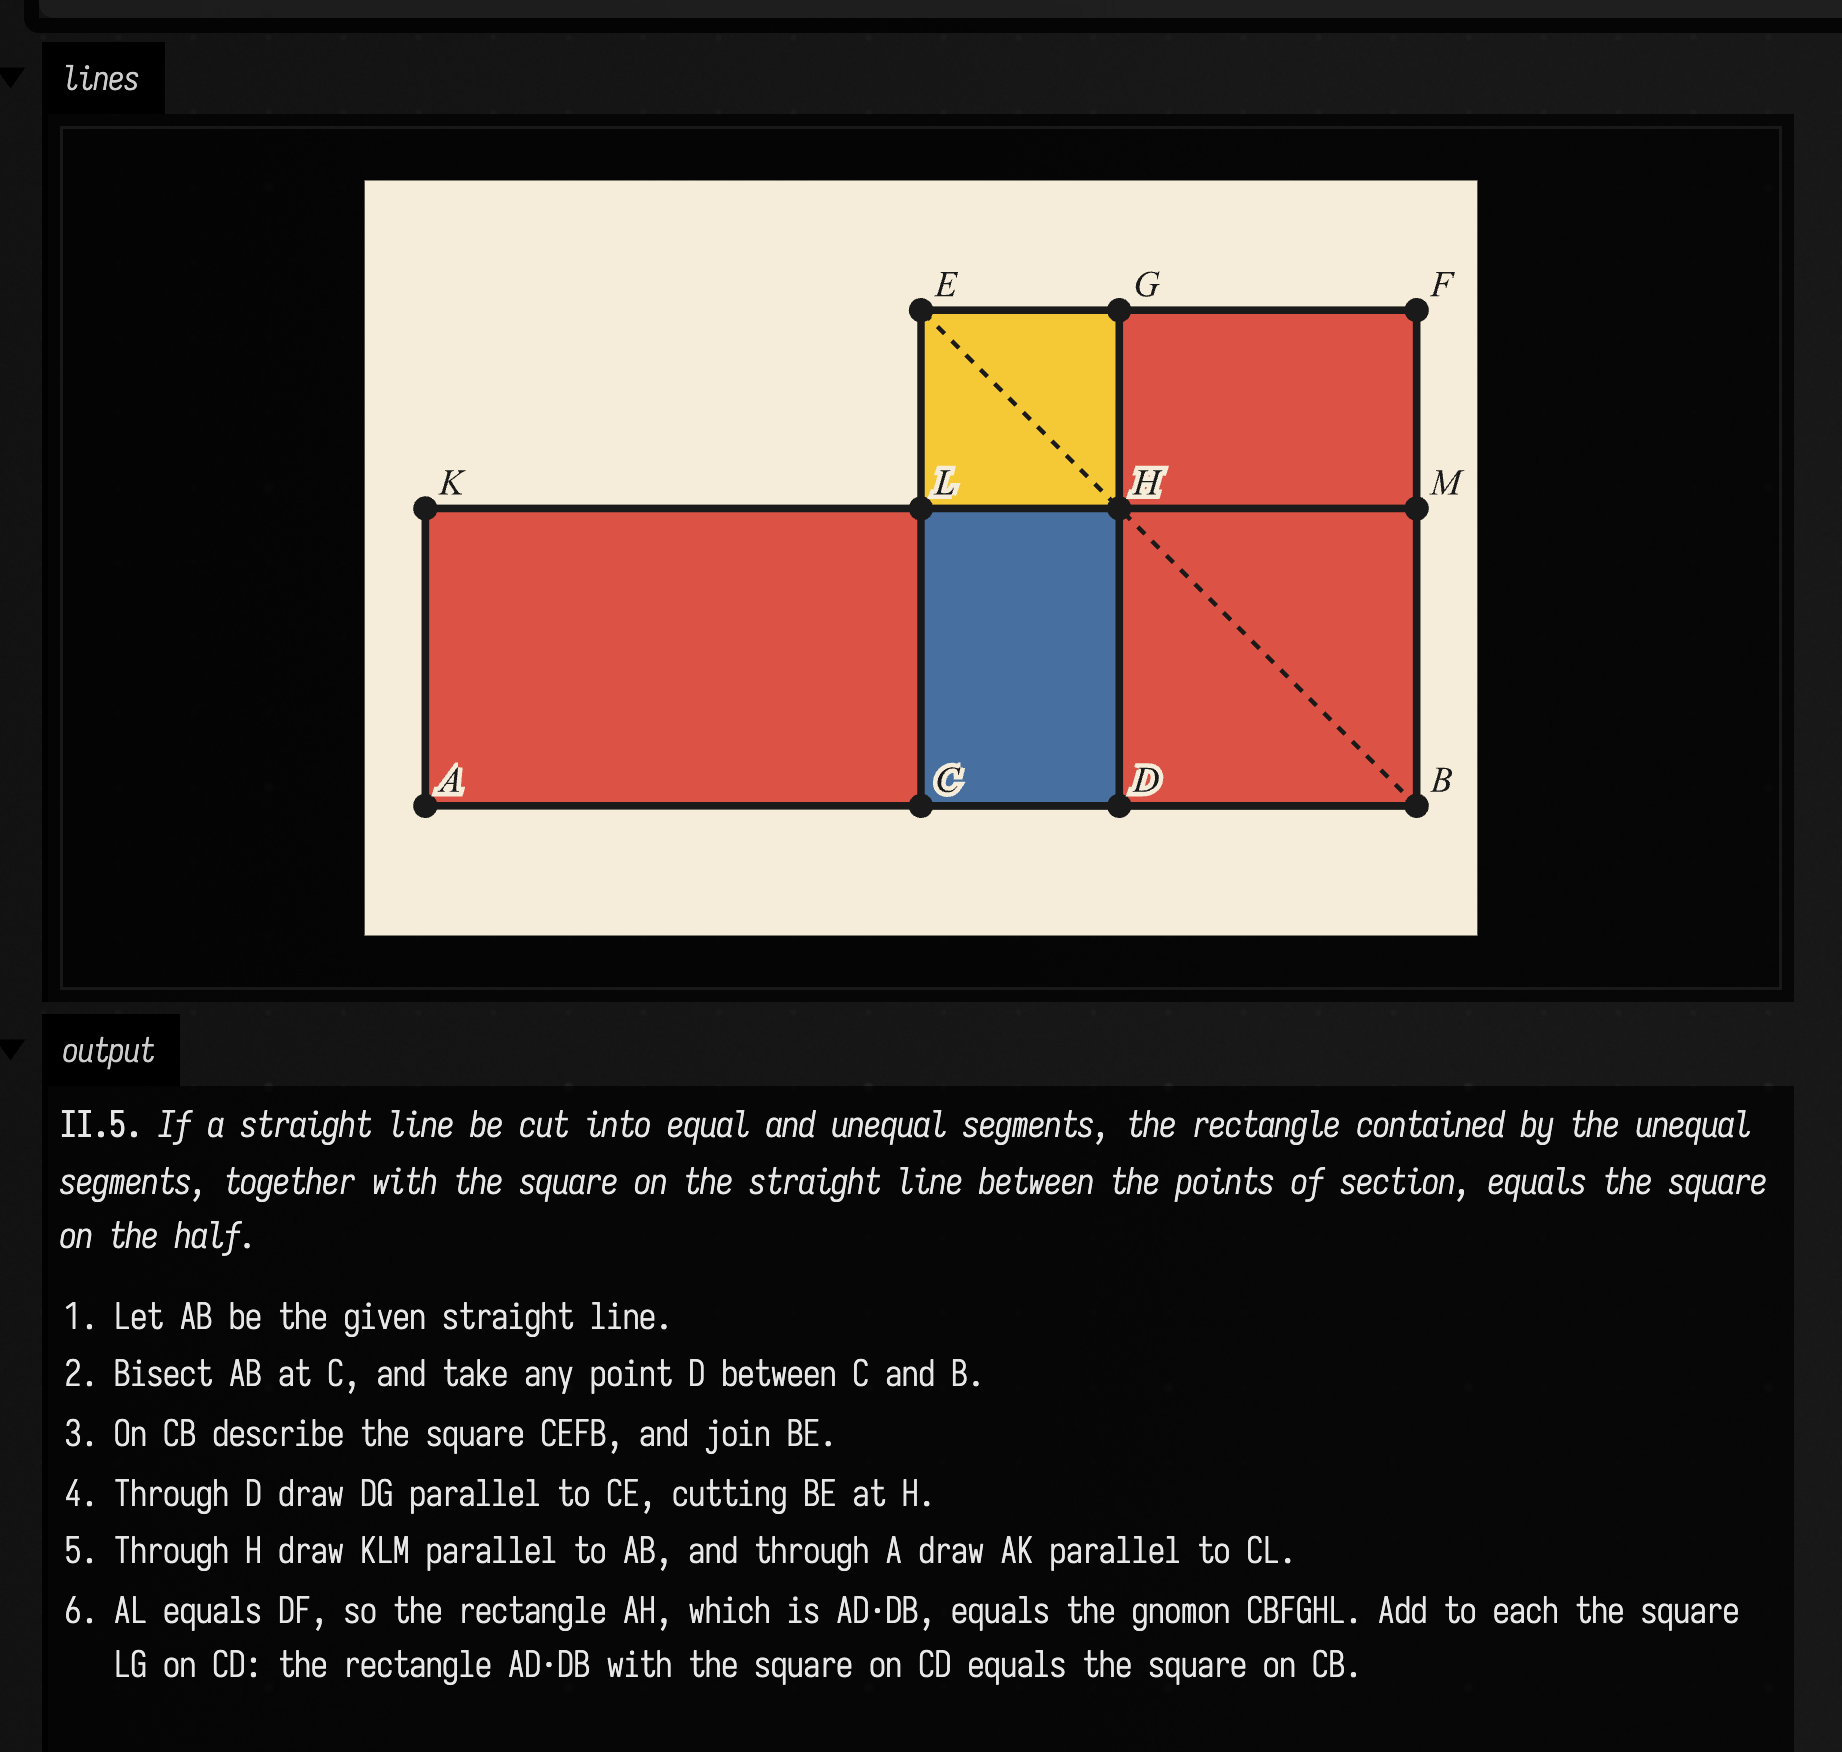 lines
E G F
K L H M
A C D B
output
II.5. If a straight line be cut into equal and unequal segments, the rectangle contained by the unequal
segments, together with the square on the straight line between the points of section, equals the square
on the half.
1. Let AB be the given straight line.
2. Bisect AB at C, and take any point D between C and B.
3. On CB describe the square CEFB, and join BE.
4. Through D draw DG parallel to CE, cutting BE at H.
5. Through H draw KLM parallel to AB, and through A draw AK parallel to CL.
6. AL equals DF, so the rectangle AH, which is AD·DB, equals the gnomon CBFGHL. Add to each the square
LG on CD: the rectangle AD·DB with the square on CD equals the square on CB.